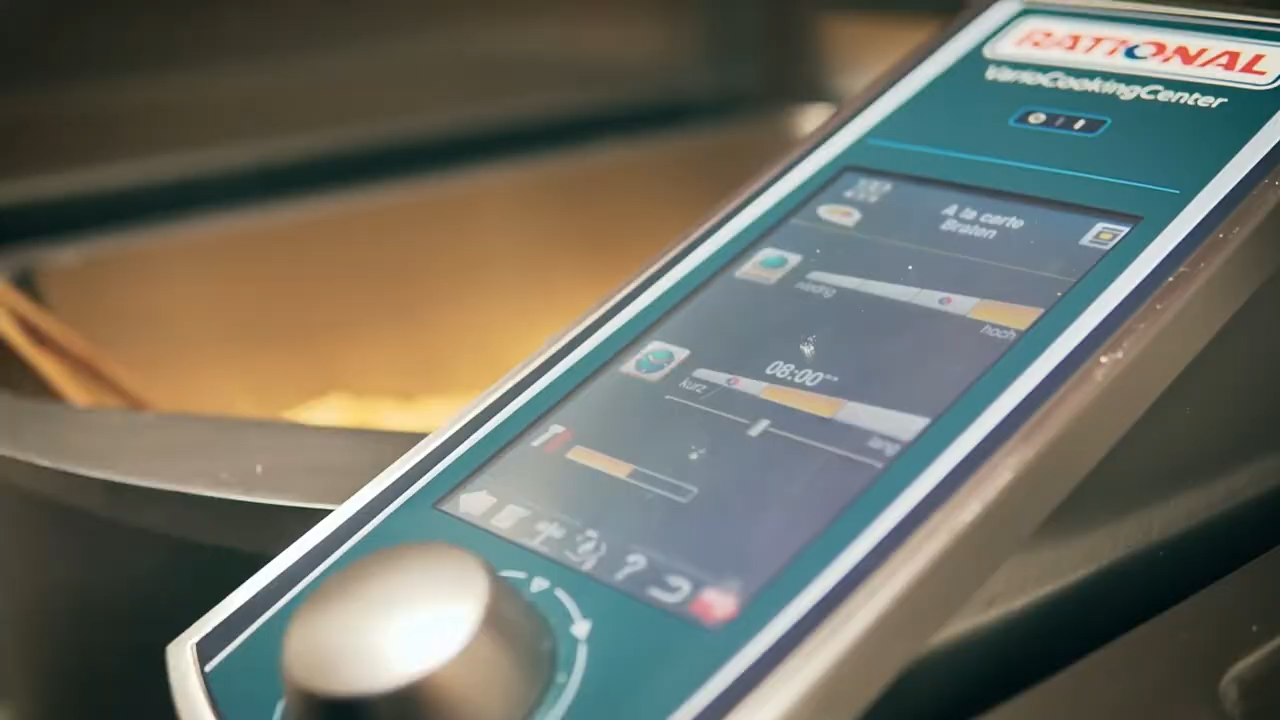 RATIONAL
VarioCookingCenter
A la carte
Braten
niedrig
hoch
08:00
kurz
lang
?